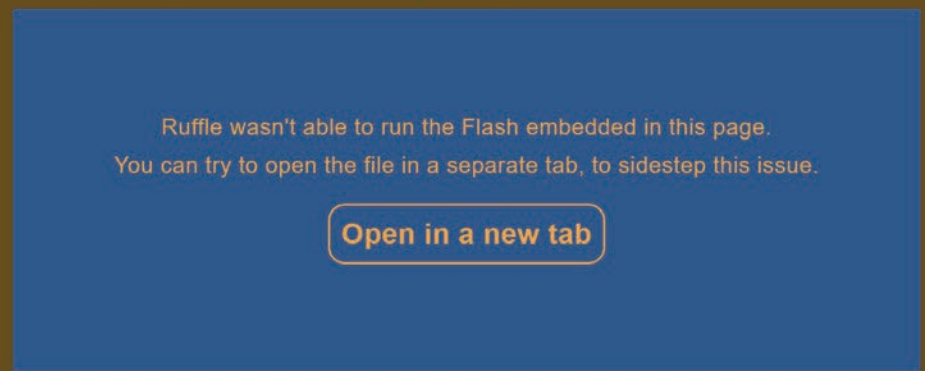 Ruffle wasn't able to run the Flash embedded in this page.
You can try to open the file in a separate tab, to sidestep this issue.
Open in a new tab